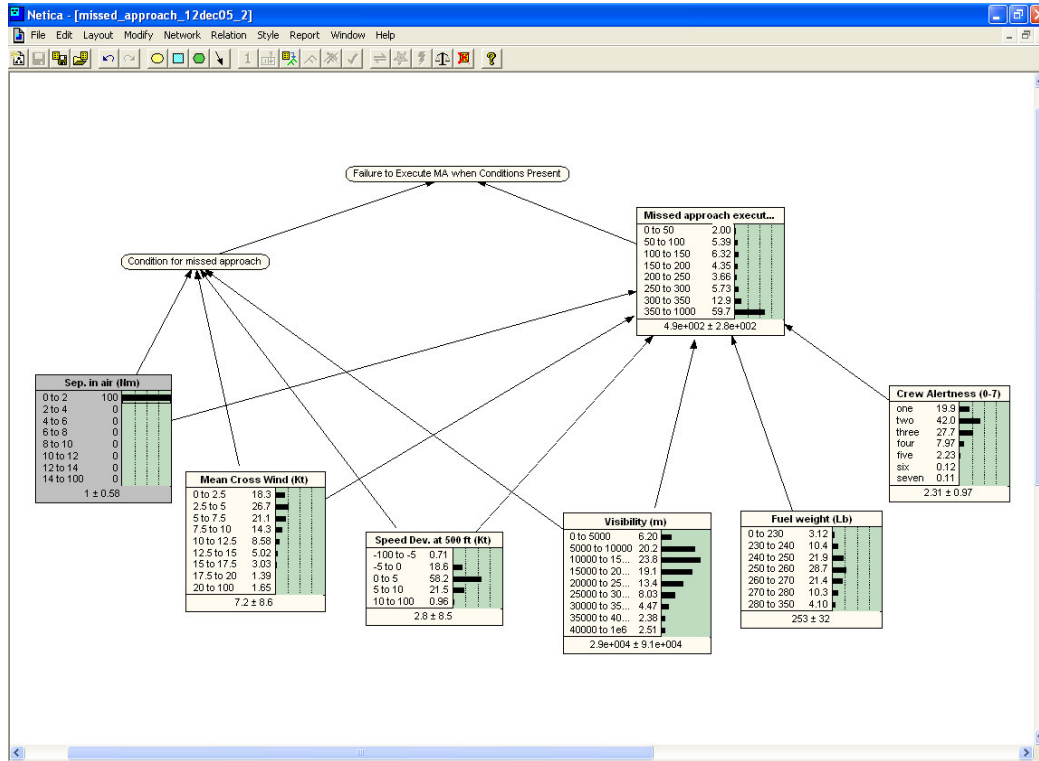 Netica - [missed_approach_12dec05_2]
File Edit Layout Modify Network Relation Style Report Window Help
Failure to Execute MA when Conditions Present
Missed approach execut...
0 to 50 2.00
50 to 100 5.39
100 to 150 6.32
150 to 200 4.35
200 to 250 3.66
250 to 300 5.73
300 to 350 12.9
350 to 1000 59.7
4.9e+002 ± 2.8e+002
Condition for missed approach
Sep. in air (Nm)
0 to 2 100
2 to 4 0
4 to 6 0
6 to 8 0
8 to 10 0
10 to 12 0
12 to 14 0
14 to 100 0
1 ± 0.58
Crew Alertness (0-7)
one 19.9
two 42.0
three 27.7
four 7.97
five 2.23
six 0.12
seven 0.11
2.31 ± 0.97
Mean Cross Wind (Kt)
0 to 2.5 18.3
2.5 to 5 26.7
5 to 7.5 21.1
7.5 to 10 14.3
10 to 12.5 8.58
12.5 to 15 5.02
15 to 17.5 3.03
17.5 to 20 1.39
20 to 100 1.65
7.2 ± 8.6
Speed Dev. at 500 ft (Kt)
-100 to -5 0.71
-5 to 0 18.6
0 to 5 58.2
5 to 10 21.5
10 to 100 0.96
2.8 ± 8.5
Visibility (m)
0 to 5000 6.20
5000 to 10000 20.2
10000 to 15... 23.8
15000 to 20... 19.1
20000 to 25... 13.4
25000 to 30... 8.03
30000 to 35... 4.47
35000 to 40... 2.38
40000 to 1e6 2.51
2.9e+004 ± 9.1e+004
Fuel weight (Lb)
0 to 230 3.12
230 to 240 10.4
240 to 250 21.9
250 to 260 28.7
260 to 270 21.4
270 to 280 10.3
280 to 350 4.10
253 ± 32